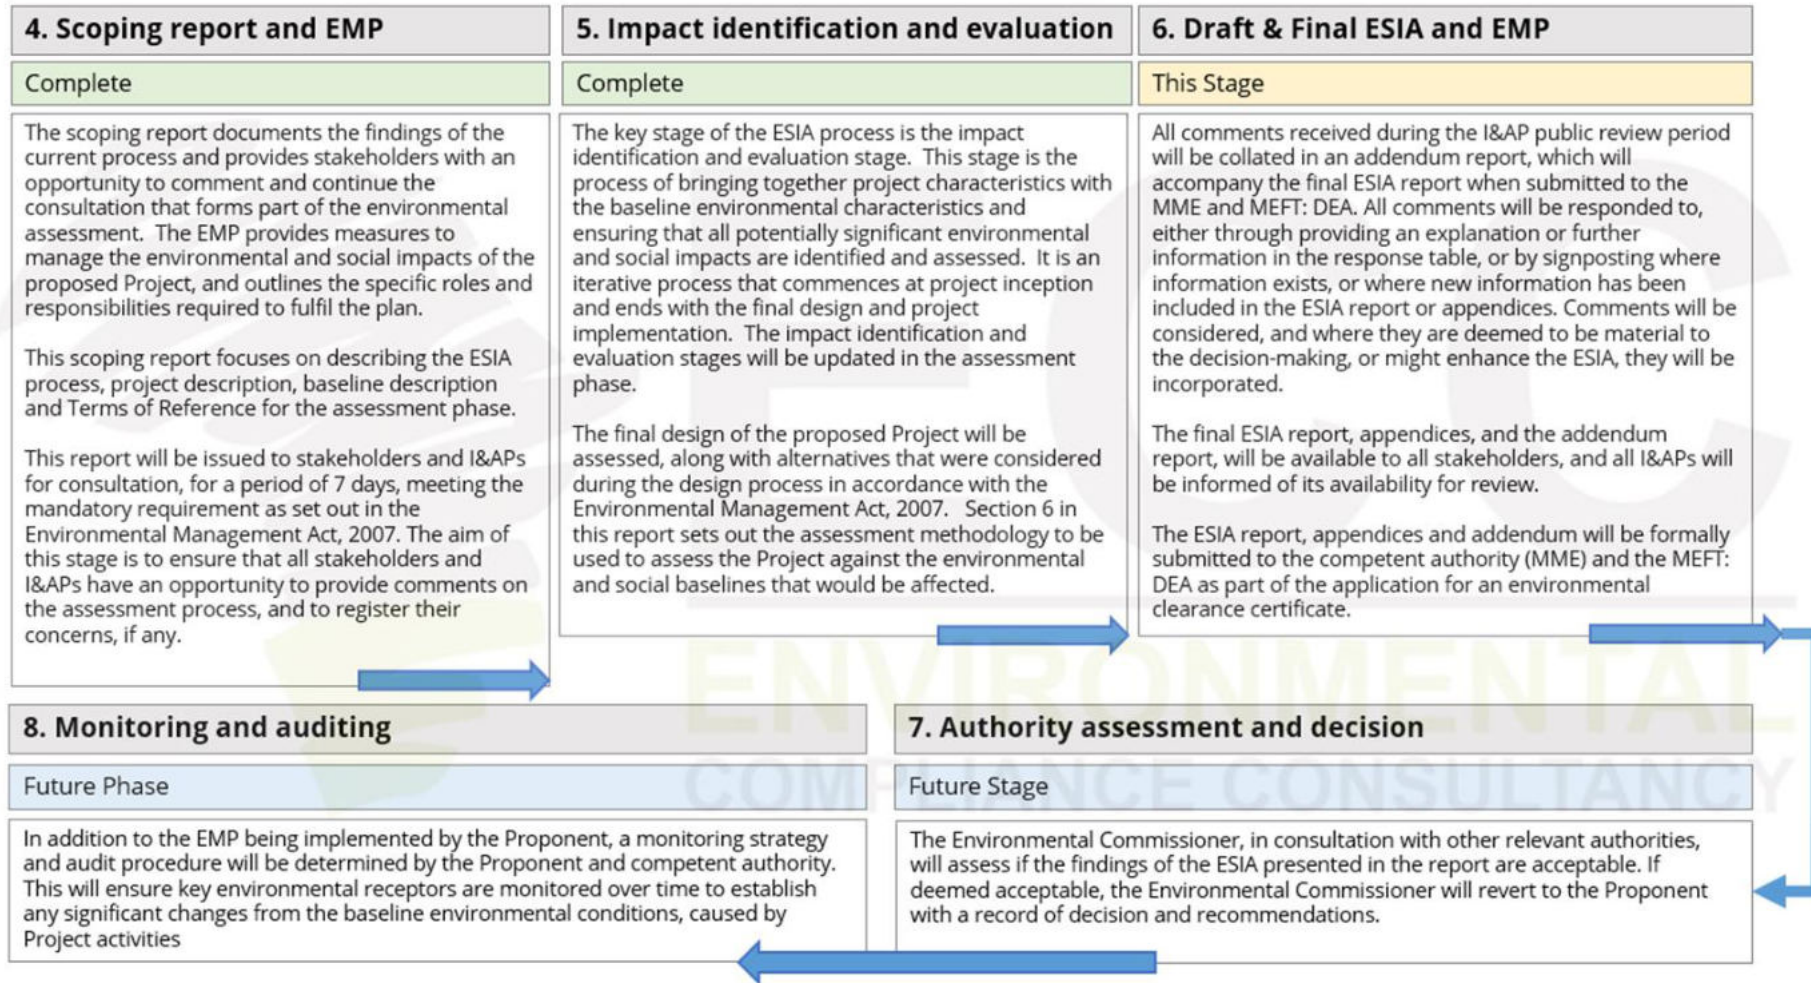 4. Scoping report and EMP
Complete
The scoping report documents the findings of the
current process and provides stakeholders with an
opportunity to comment and continue the
consultation that forms part of the environmental
assessment.  The EMP provides measures to
manage the environmental and social impacts of the
proposed Project, and outlines the specific roles and
responsibilities required to fulfil the plan.
This scoping report focuses on describing the ESIA
process, project description, baseline description
and Terms of Reference for the assessment phase.
This report will be issued to stakeholders and I&APs
for consultation, for a period of 7 days, meeting the
mandatory requirement as set out in the
Environmental Management Act, 2007. The aim of
this stage is to ensure that all stakeholders and
I&APs have an opportunity to provide comments on
the assessment process, and to register their
concerns, if any.
5. Impact identification and evaluation
Complete
The key stage of the ESIA process is the impact
identification and evaluation stage.  This stage is the
process of bringing together project characteristics with
the baseline environmental characteristics and
ensuring that all potentially significant environmental
and social impacts are identified and assessed.  It is an
iterative process that commences at project inception
and ends with the final design and project
implementation.  The impact identification and
evaluation stages will be updated in the assessment
phase.
The final design of the proposed Project will be
assessed, along with alternatives that were considered
during the design process in accordance with the
Environmental Management Act, 2007.   Section 6 in
this report sets out the assessment methodology to be
used to assess the Project against the environmental
and social baselines that would be affected.
6. Draft & Final ESIA and EMP
This Stage
All comments received during the I&AP public review period
will be collated in an addendum report, which will
accompany the final ESIA report when submitted to the
MME and MEFT: DEA. All comments will be responded to,
either through providing an explanation or further
information in the response table, or by signposting where
information exists, or where new information has been
included in the ESIA report or appendices. Comments will be
considered, and where they are deemed to be material to
the decision-making, or might enhance the ESIA, they will be
incorporated.
The final ESIA report, appendices, and the addendum
report, will be available to all stakeholders, and all I&APs will
be informed of its availability for review.
The ESIA report, appendices and addendum will be formally
submitted to the competent authority (MME) and the MEFT:
DEA as part of the application for an environmental
clearance certificate.
7. Authority assessment and decision
Future Stage
The Environmental Commissioner, in consultation with other relevant authorities,
will assess if the findings of the ESIA presented in the report are acceptable. If
deemed acceptable, the Environmental Commissioner will revert to the Proponent
with a record of decision and recommendations.
8. Monitoring and auditing
Future Phase
In addition to the EMP being implemented by the Proponent, a monitoring strategy
and audit procedure will be determined by the Proponent and competent authority.
This will ensure key environmental receptors are monitored over time to establish
any significant changes from the baseline environmental conditions, caused by
Project activities
ECC
ENVIRONMENTAL
COMPLIANCE CONSULTANCY